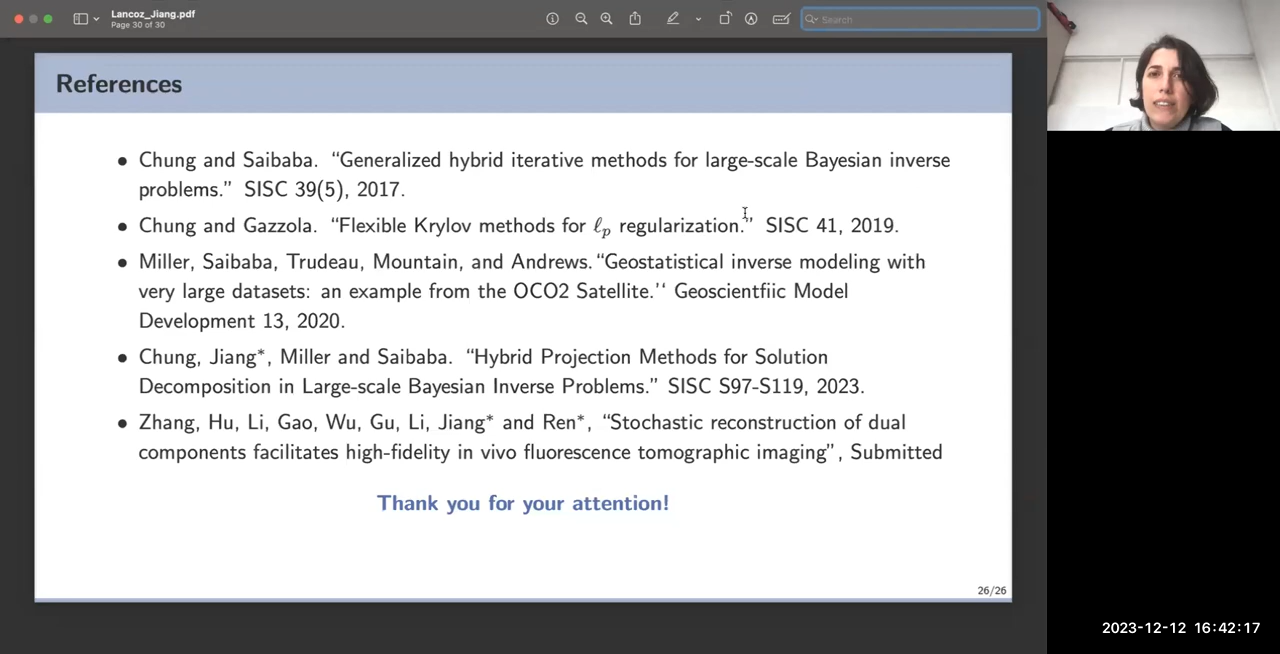 Lancoz_Jiang.pdf
Page 30 of 30
Search
References
• Chung and Saibaba. “Generalized hybrid iterative methods for large-scale Bayesian inverse
problems.” SISC 39(5), 2017.
• Chung and Gazzola. “Flexible Krylov methods for ℓp regularization.” SISC 41, 2019.
• Miller, Saibaba, Trudeau, Mountain, and Andrews.“Geostatistical inverse modeling with
very large datasets: an example from the OCO2 Satellite.’‘ Geoscientfiic Model
Development 13, 2020.
• Chung, Jiang*, Miller and Saibaba. “Hybrid Projection Methods for Solution
Decomposition in Large-scale Bayesian Inverse Problems.” SISC S97-S119, 2023.
• Zhang, Hu, Li, Gao, Wu, Gu, Li, Jiang* and Ren*, “Stochastic reconstruction of dual
components facilitates high-fidelity in vivo fluorescence tomographic imaging”, Submitted
Thank you for your attention!
26/26
2023-12-12 16:42:17